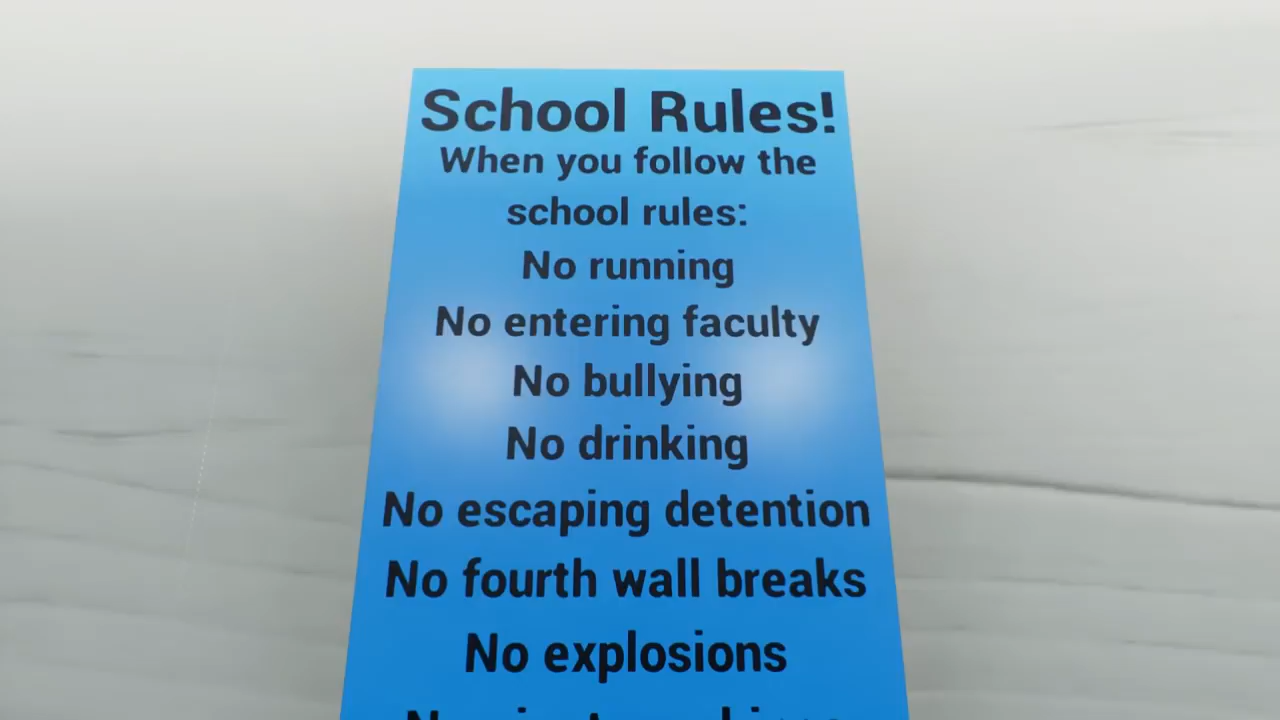 School Rules!
When you follow the
school rules:
No running
No entering faculty
No bullying
No drinking
No escaping detention
No fourth wall breaks
No explosions
No